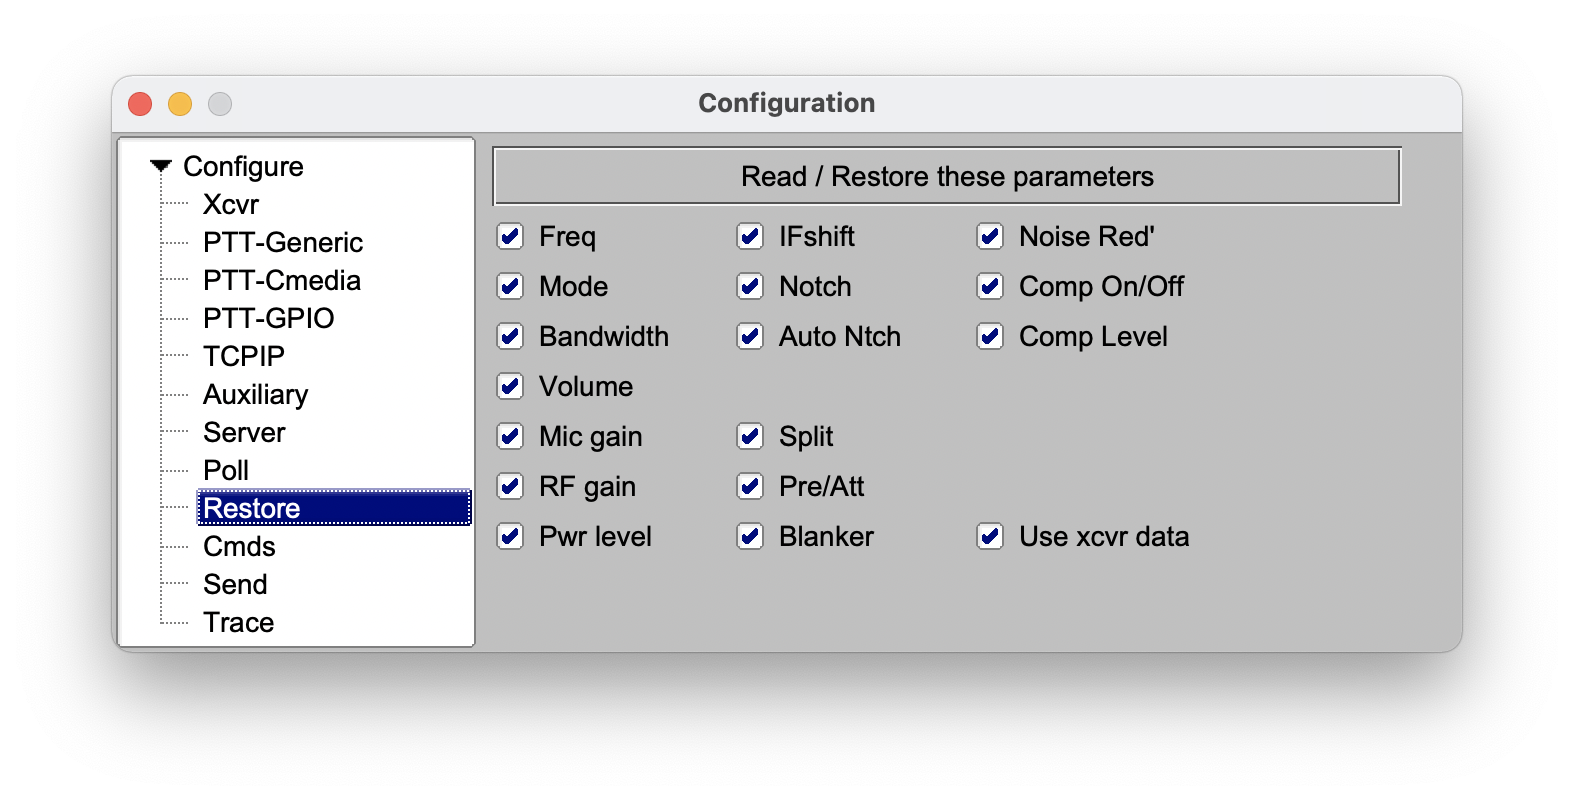 Configuration
Configure
Xcvr
PTT-Generic
PTT-Cmedia
PTT-GPIO
TCPIP
Auxiliary
Server
Poll
Restore
Cmds
Send
Trace
Read / Restore these parameters
Freq IFshift Noise Red'
Mode Notch Comp On/Off
Bandwidth Auto Ntch Comp Level
Volume
Mic gain Split
RF gain Pre/Att
Pwr level Blanker Use xcvr data